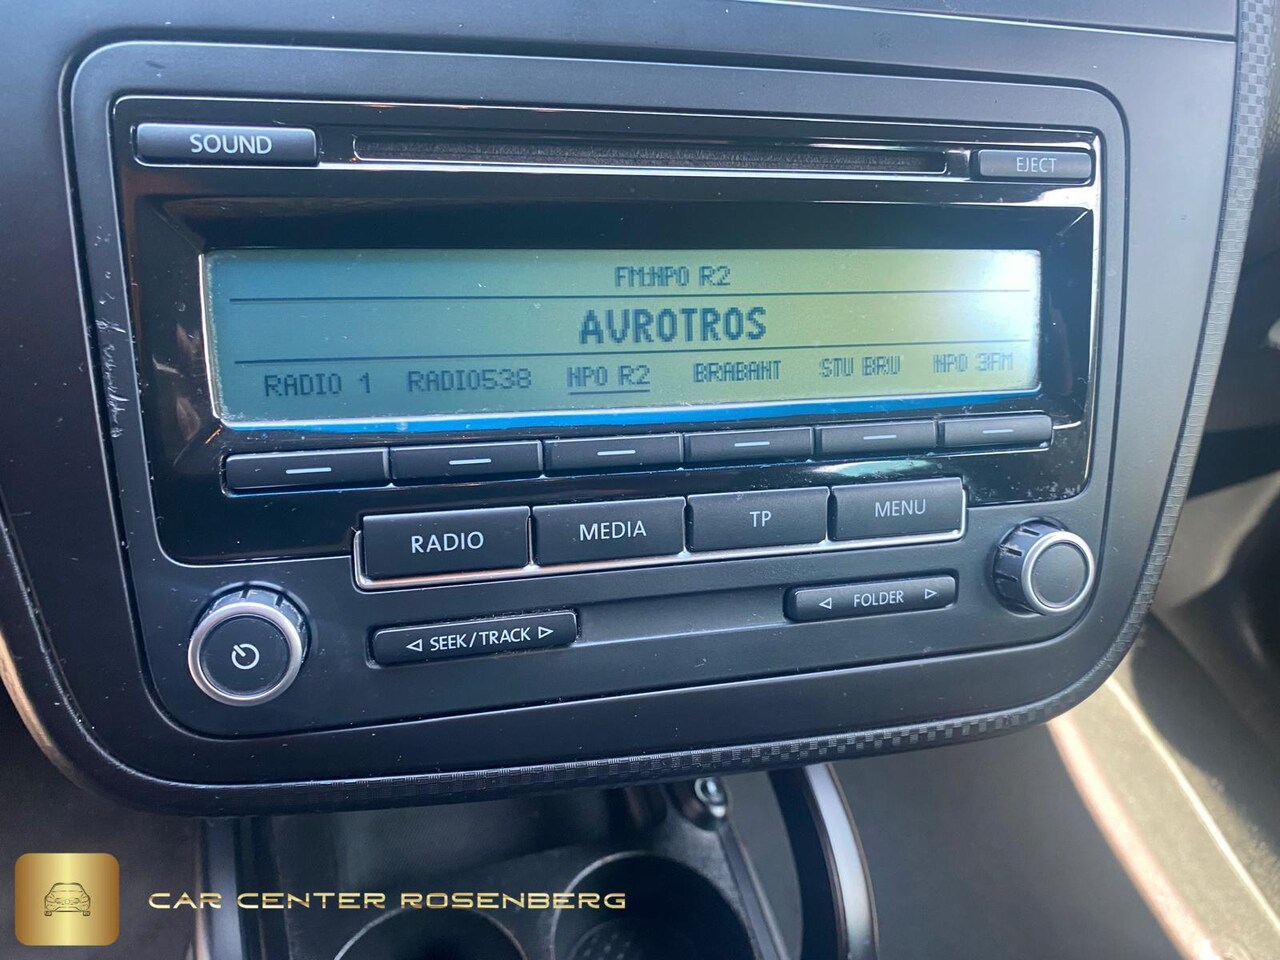 SOUND
EJECT
FM:NPO R2
AVROTROS
RADIO 1 RADIO538 NPO R2 BRABANT STU BRU NPO 3FM
RADIO MEDIA TP MENU
SEEK/TRACK FOLDER
CAR CENTER ROSENBERG